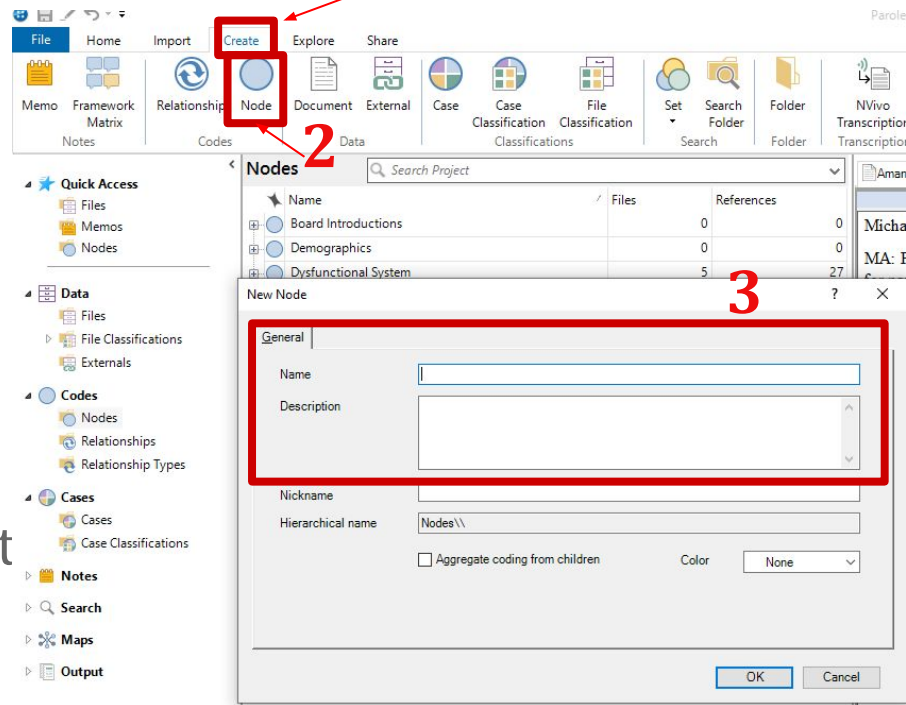 Parole
File Home Import Create Explore Share
Memo Framework Matrix Relationship Node Document External Case Case Classification File Classification Set Search Folder Folder NVivo Transcription
Notes Codes Data Classifications Search Folder Transcription
2
Nodes Search Project
Quick Access
Files
Memos
Nodes
Name Files References
Board Introductions 0 0
Demographics 0 0
Dysfunctional System 5 27
Aman
Micha
MA: F
Data
Files
File Classifications
Externals
Codes
Nodes
Relationships
Relationship Types
Cases
Cases
Case Classifications
t
Notes
Search
Maps
Output
New Node ? ×
3
General
Name
Description
Nickname
Hierarchical name Nodes\\
Aggregate coding from children Color None
OK Cancel